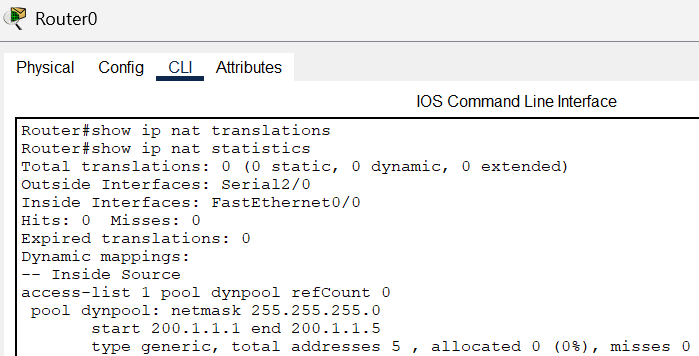 Router0
Physical Config CLI Attributes
IOS Command Line Interface
Router#show ip nat translations
Router#show ip nat statistics
Total translations: 0 (0 static, 0 dynamic, 0 extended)
Outside Interfaces: Serial2/0
Inside Interfaces: FastEthernet0/0
Hits: 0  Misses: 0
Expired translations: 0
Dynamic mappings:
-- Inside Source
access-list 1 pool dynpool refCount 0
 pool dynpool: netmask 255.255.255.0
       start 200.1.1.1 end 200.1.1.5
       type generic, total addresses 5 , allocated 0 (0%), misses 0